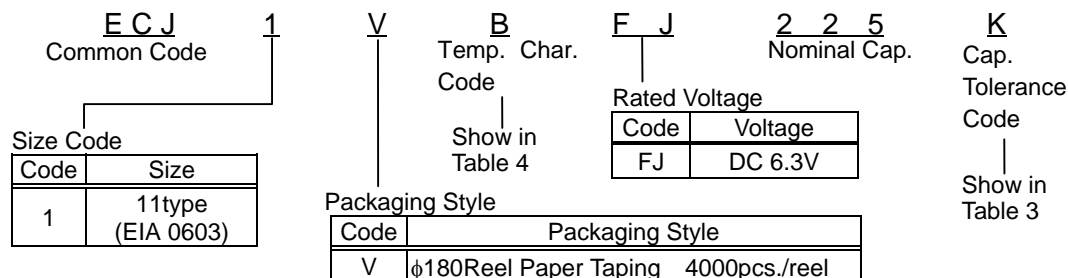 E C J 1 V B F J 2 2 5 K
Common Code
Temp. Char.
Code
Nominal Cap.
Cap.
Tolerance
Code
Show in
Table 4
Rated Voltage
Code Voltage
FJ DC 6.3V
Show in
Table 3
Size Code
Code Size
1 11type
(EIA 0603)
Packaging Style
Code Packaging Style
V ϕ180Reel Paper Taping 4000pcs./reel